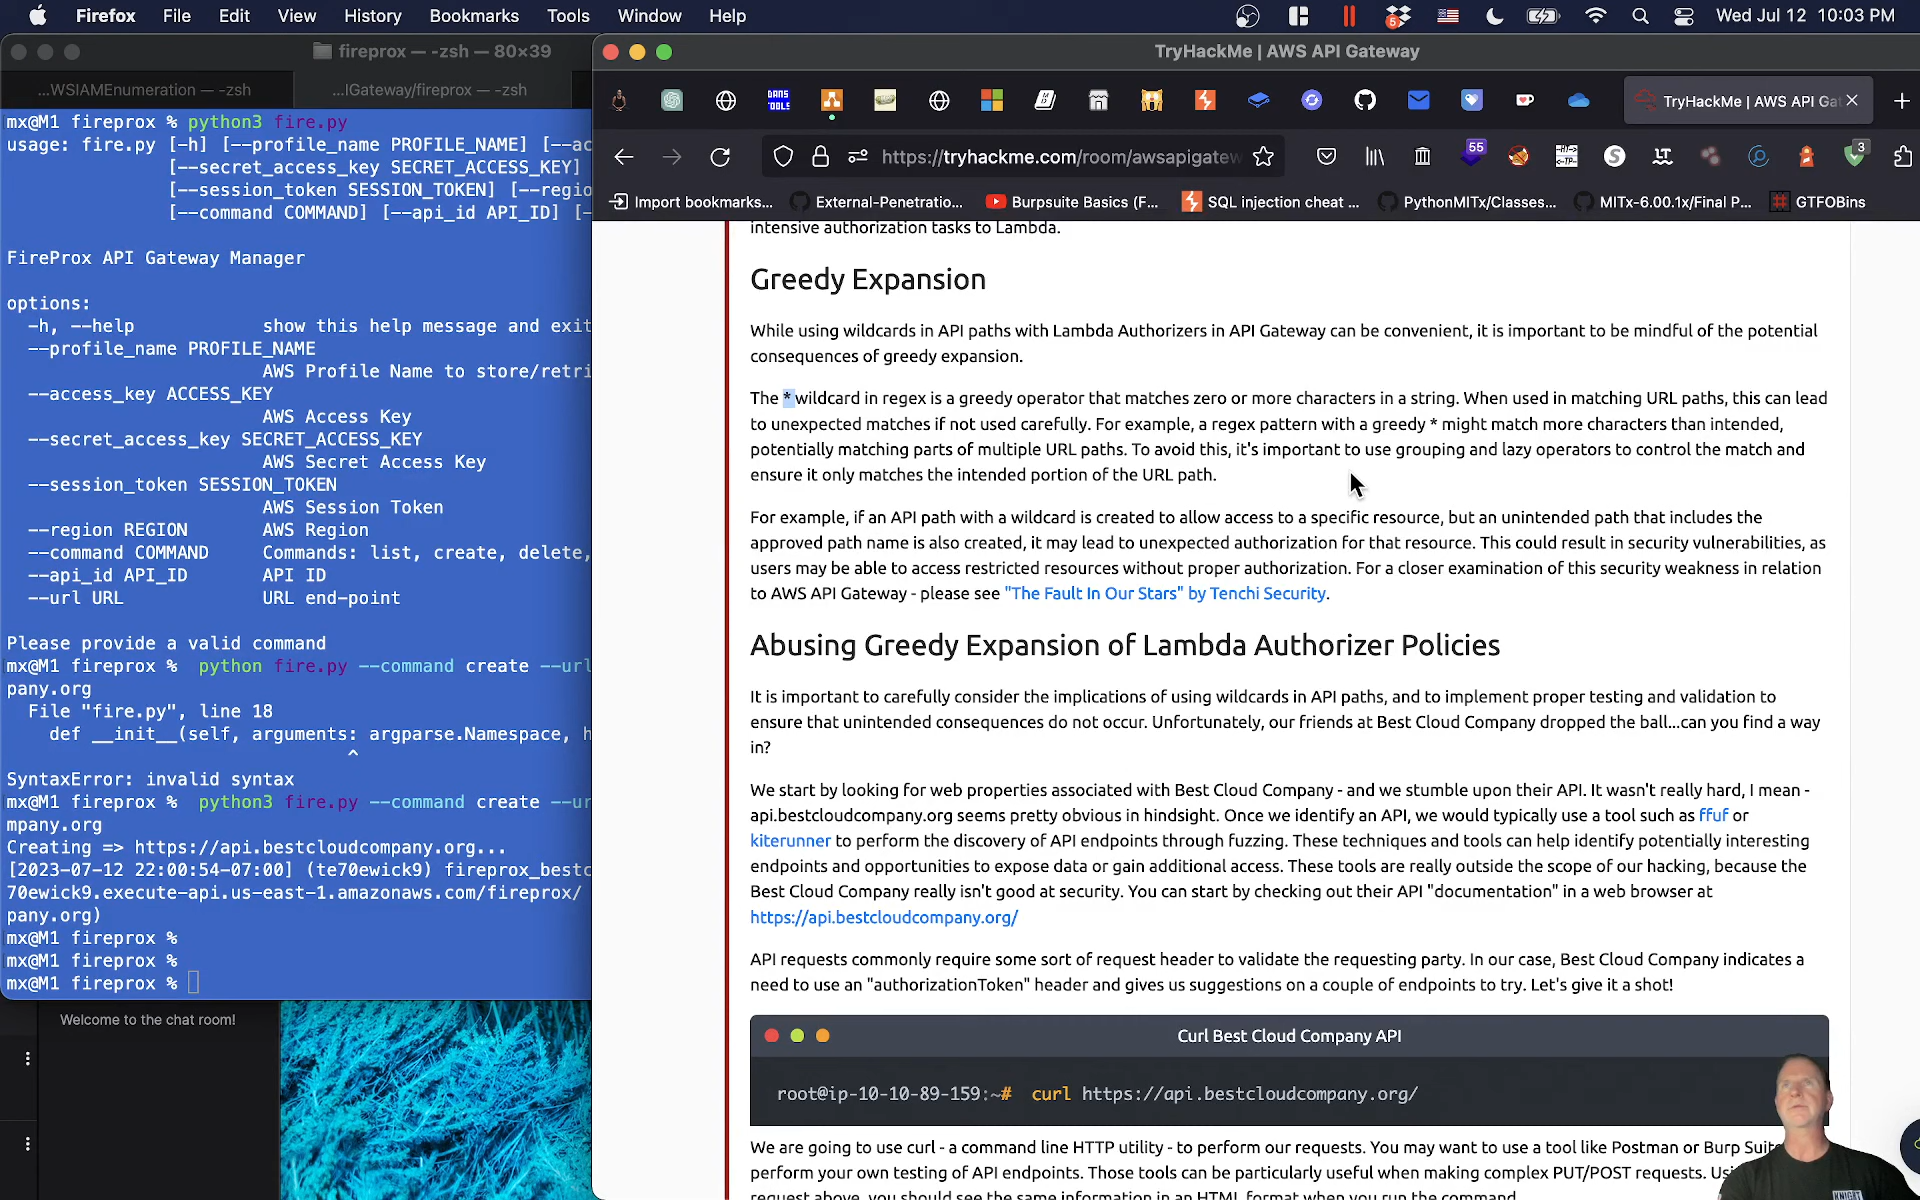 Firefox File Edit View History Bookmarks Tools Window Help
5
Wed Jul 12 10:03 PM
fireprox — -zsh — 80×39
...WSIAMEnumeration — -zsh
...IGateway/fireprox — -zsh
mx@M1 fireprox % python3 fire.py
usage: fire.py [-h] [--profile_name PROFILE_NAME] [--ac
[--secret_access_key SECRET_ACCESS_KEY]
[--session_token SESSION_TOKEN] [--regio
[--command COMMAND] [--api_id API_ID] [-
FireProx API Gateway Manager
options:
-h, --help show this help message and exit
--profile_name PROFILE_NAME
AWS Profile Name to store/retri
--access_key ACCESS_KEY
AWS Access Key
--secret_access_key SECRET_ACCESS_KEY
AWS Secret Access Key
--session_token SESSION_TOKEN
AWS Session Token
--region REGION AWS Region
--command COMMAND Commands: list, create, delete,
--api_id API_ID API ID
--url URL URL end-point
Please provide a valid command
mx@M1 fireprox % python fire.py --command create --url
pany.org
File "fire.py", line 18
def __init__(self, arguments: argparse.Namespace, h
^
SyntaxError: invalid syntax
mx@M1 fireprox % python3 fire.py --command create --ur
mpany.org
Creating => https://api.bestcloudcompany.org...
[2023-07-12 22:00:54-07:00] (te70ewick9) fireprox_bestc
70ewick9.execute-api.us-east-1.amazonaws.com/fireprox/
pany.org)
mx@M1 fireprox %
mx@M1 fireprox %
mx@M1 fireprox %
Welcome to the chat room!
TryHackMe | AWS API Gateway
DANS TOOLS
TryHackMe | AWS API Gat
https://tryhackme.com/room/awsapigatew
55
3
Import bookmarks...
External-Penetratio...
Burpsuite Basics (F...
SQL injection cheat ...
PythonMITx/Classes...
MITx-6.00.1x/Final P...
GTFOBins
intensive authorization tasks to Lambda.
Greedy Expansion
While using wildcards in API paths with Lambda Authorizers in API Gateway can be convenient, it is important to be mindful of the potential
consequences of greedy expansion.
The * wildcard in regex is a greedy operator that matches zero or more characters in a string. When used in matching URL paths, this can lead
to unexpected matches if not used carefully. For example, a regex pattern with a greedy * might match more characters than intended,
potentially matching parts of multiple URL paths. To avoid this, it's important to use grouping and lazy operators to control the match and
ensure it only matches the intended portion of the URL path.
For example, if an API path with a wildcard is created to allow access to a specific resource, but an unintended path that includes the
approved path name is also created, it may lead to unexpected authorization for that resource. This could result in security vulnerabilities, as
users may be able to access restricted resources without proper authorization. For a closer examination of this security weakness in relation
to AWS API Gateway - please see "The Fault In Our Stars" by Tenchi Security.
Abusing Greedy Expansion of Lambda Authorizer Policies
It is important to carefully consider the implications of using wildcards in API paths, and to implement proper testing and validation to
ensure that unintended consequences do not occur. Unfortunately, our friends at Best Cloud Company dropped the ball...can you find a way
in?
We start by looking for web properties associated with Best Cloud Company - and we stumble upon their API. It wasn't really hard, I mean -
api.bestcloudcompany.org seems pretty obvious in hindsight. Once we identify an API, we would typically use a tool such as ffuf or
kiterunner to perform the discovery of API endpoints through fuzzing. These techniques and tools can help identify potentially interesting
endpoints and opportunities to expose data or gain additional access. These tools are really outside the scope of our hacking, because the
Best Cloud Company really isn't good at security. You can start by checking out their API "documentation" in a web browser at
https://api.bestcloudcompany.org/
API requests commonly require some sort of request header to validate the requesting party. In our case, Best Cloud Company indicates a
need to use an "authorizationToken" header and gives us suggestions on a couple of endpoints to try. Let's give it a shot!
Curl Best Cloud Company API
root@ip-10-10-89-159:~# curl https://api.bestcloudcompany.org/
We are going to use curl - a command line HTTP utility - to perform our requests. You may want to use a tool like Postman or Burp Suit
perform your own testing of API endpoints. Those tools can be particularly useful when making complex PUT/POST requests. Usi
request above, you should see the same information in an HTML format when you run the command.